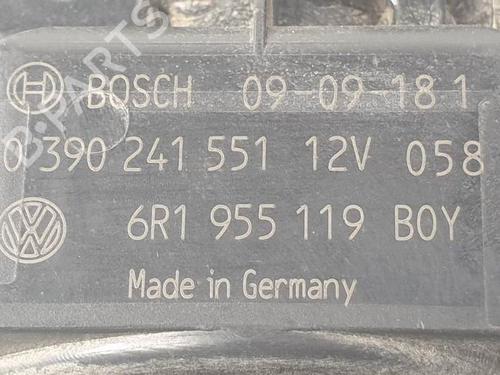 BOSCH 09-09-18 1
0 390 241 551 12V 058
6R1 955 119 BOY
Made in Germany